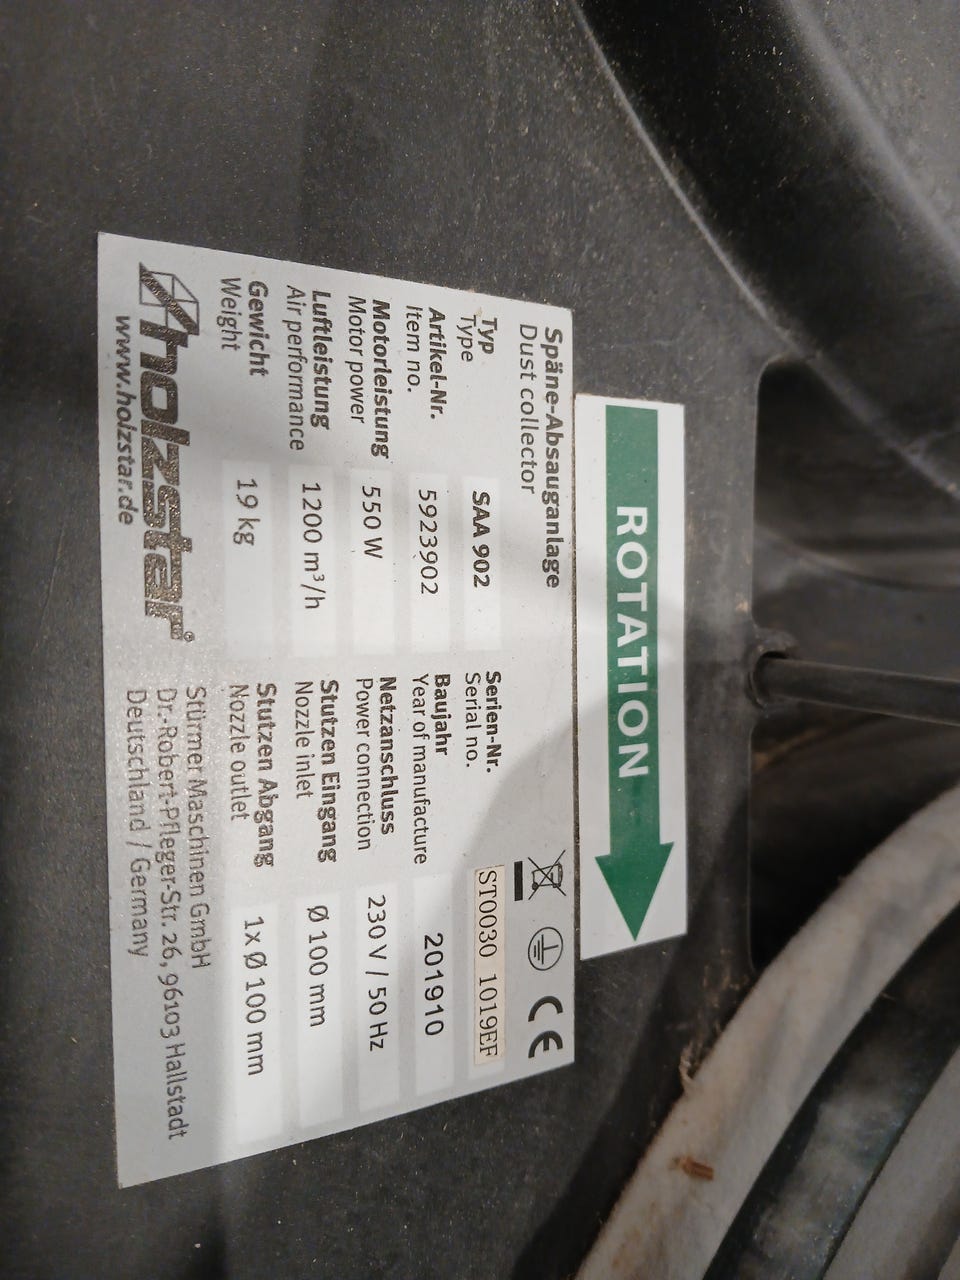 ROTATION
Späne-Absauganlage
Dust collector
CE
Typ
Type
SAA 902
Serien-Nr.
Serial no.
ST0030 1019EF
Artikel-Nr.
Item no.
5923902
Baujahr
Year of manufacture
201910
Motorleistung
Motor power
550 W
Netzanschluss
Power connection
230 V / 50 Hz
Luftleistung
Air performance
1200 m³/h
Stutzen Eingang
Nozzle inlet
Ø 100 mm
Gewicht
Weight
19 kg
Stutzen Abgang
Nozzle outlet
1x Ø 100 mm
holzstar®
www.holzstar.de
Stürmer Maschinen GmbH
Dr.-Robert-Pfleger-Str. 26, 96103 Hallstadt
Deutschland / Germany